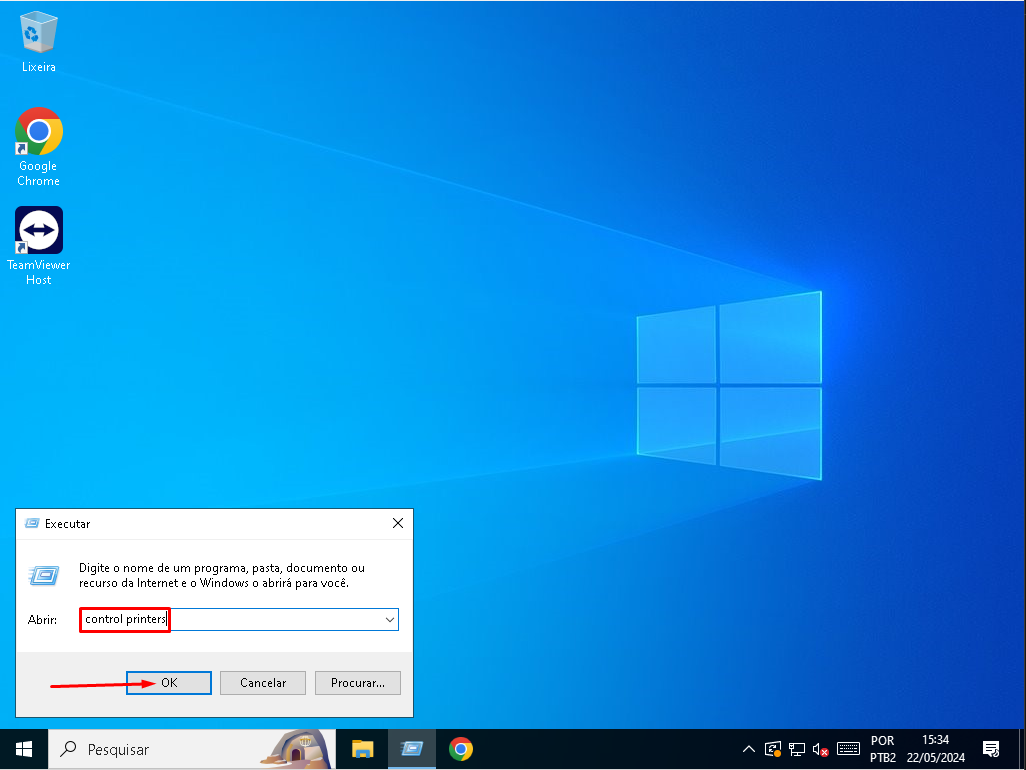 Lixeira
Google
Chrome
TeamViewer
Host
Executar
Digite o nome de um programa, pasta, documento ou
recurso da Internet e o Windows o abrirá para você.
Abrir:
control printers
OK
Cancelar
Procurar...
Pesquisar
POR
PTB2
15:34
22/05/2024